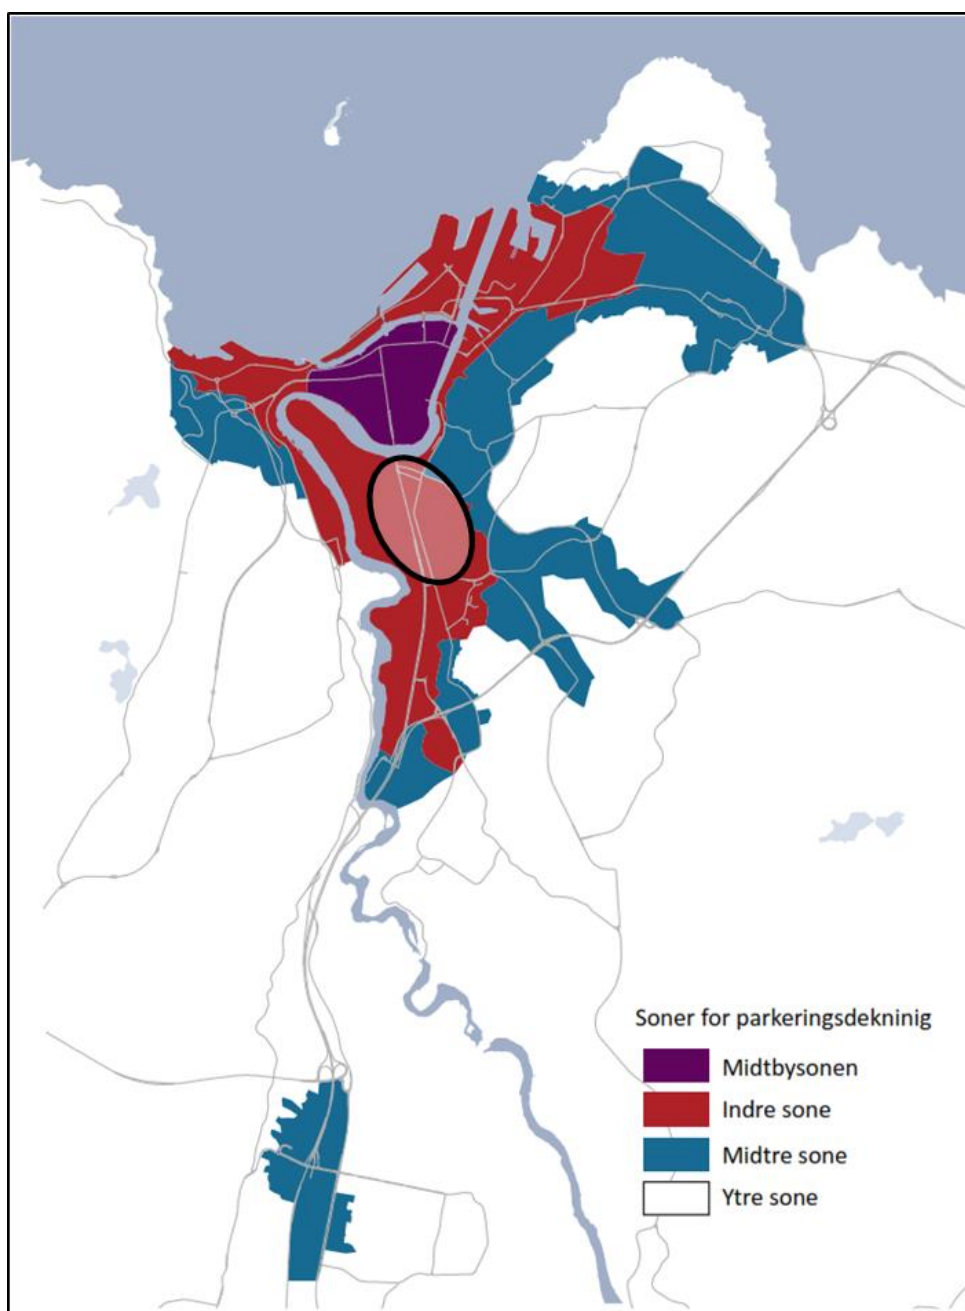 Soner for parkeringsdekninig
Midtbysonen
Indre sone
Midtre sone
Ytre sone